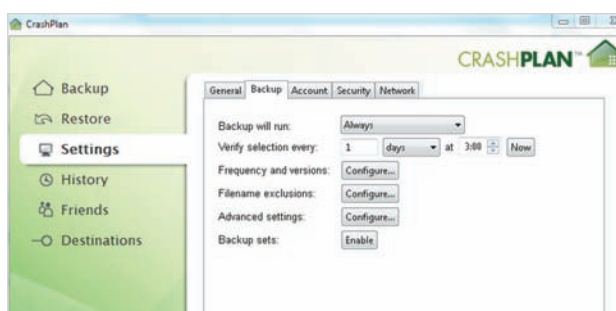 CrashPlan
CRASHPLAN™
Backup
Restore
Settings
History
Friends
Destinations
General Backup Account Security Network
Backup will run: Always
Verify selection every: 1 days at 3:00 Now
Frequency and versions: Configure...
Filename exclusions: Configure...
Advanced settings: Configure...
Backup sets: Enable